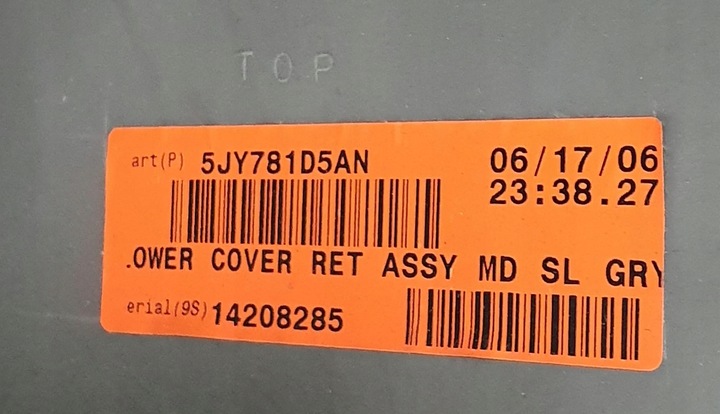 TOP
art(P) 5JY781D5AN
06/17/06
23:38.27
.OWER COVER RET ASSY MD SL GRY
erial(9S) 14208285